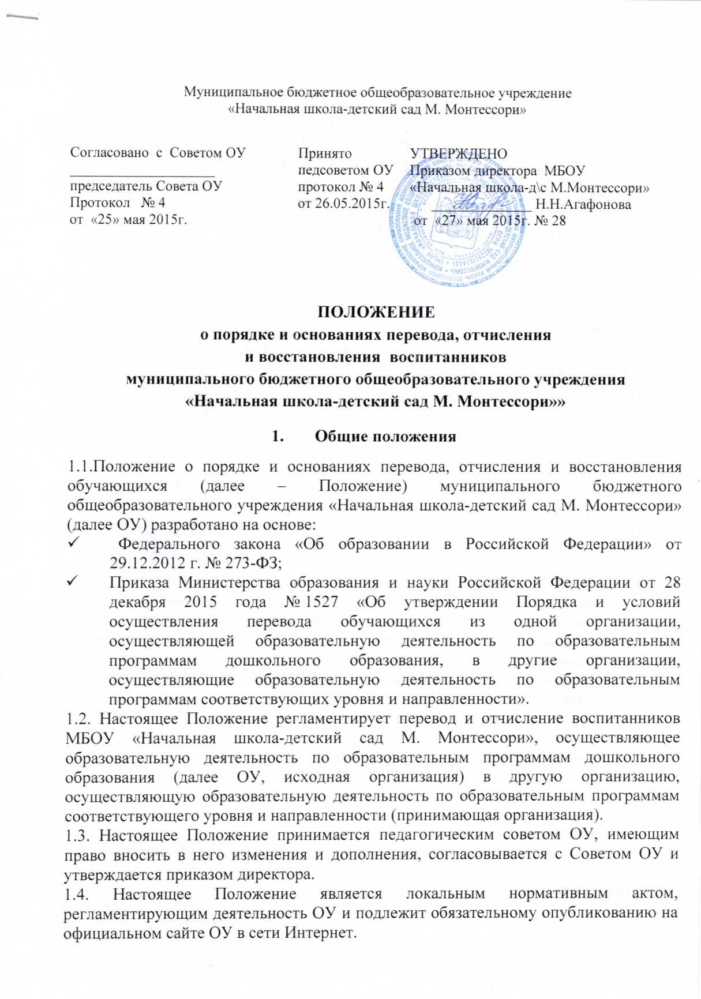 Муниципальное бюджетное общеобразовательное учреждение
«Начальная школа-детский сад М. Монтессори»
Согласовано с Советом ОУ
председатель Совета ОУ
Протокол № 4
от «25» мая 2015г.
Принято
педсоветом ОУ
протокол № 4
от 26.05.2015г.
УТВЕРЖДЕНО
Приказом директора МБОУ
«Начальная школа-д\с М.Монтессори»
Н.Н.Агафонова
от «27» мая 2015г. № 28
ПОЛОЖЕНИЕ
о порядке и основаниях перевода, отчисления
и восстановления воспитанников
муниципального бюджетного общеобразовательного учреждения
«Начальная школа-детский сад М. Монтессори»»
1. Общие положения
1.1.Положение о порядке и основаниях перевода, отчисления и восстановления
обучающихся (далее – Положение) муниципального бюджетного
общеобразовательного учреждения «Начальная школа-детский сад М. Монтессори»
(далее ОУ) разработано на основе:
✓ Федерального закона «Об образовании в Российской Федерации» от
29.12.2012 г. № 273-ФЗ;
✓ Приказа Министерства образования и науки Российской Федерации от 28
декабря 2015 года № 1527 «Об утверждении Порядка и условий
осуществления перевода обучающихся из одной организации,
осуществляющей образовательную деятельность по образовательным
программам дошкольного образования, в другие организации,
осуществляющие образовательную деятельность по образовательным
программам соответствующих уровня и направленности».
1.2. Настоящее Положение регламентирует перевод и отчисление воспитанников
МБОУ «Начальная школа-детский сад М. Монтессори», осуществляющее
образовательную деятельность по образовательным программам дошкольного
образования (далее ОУ, исходная организация) в другую организацию,
осуществляющую образовательную деятельность по образовательным программам
соответствующего уровня и направленности (принимающая организация).
1.3. Настоящее Положение принимается педагогическим советом ОУ, имеющим
право вносить в него изменения и дополнения, согласовывается с Советом ОУ и
утверждается приказом директора.
1.4. Настоящее Положение является локальным нормативным актом,
регламентирующим деятельность ОУ и подлежит обязательному опубликованию на
официальном сайте ОУ в сети Интернет.